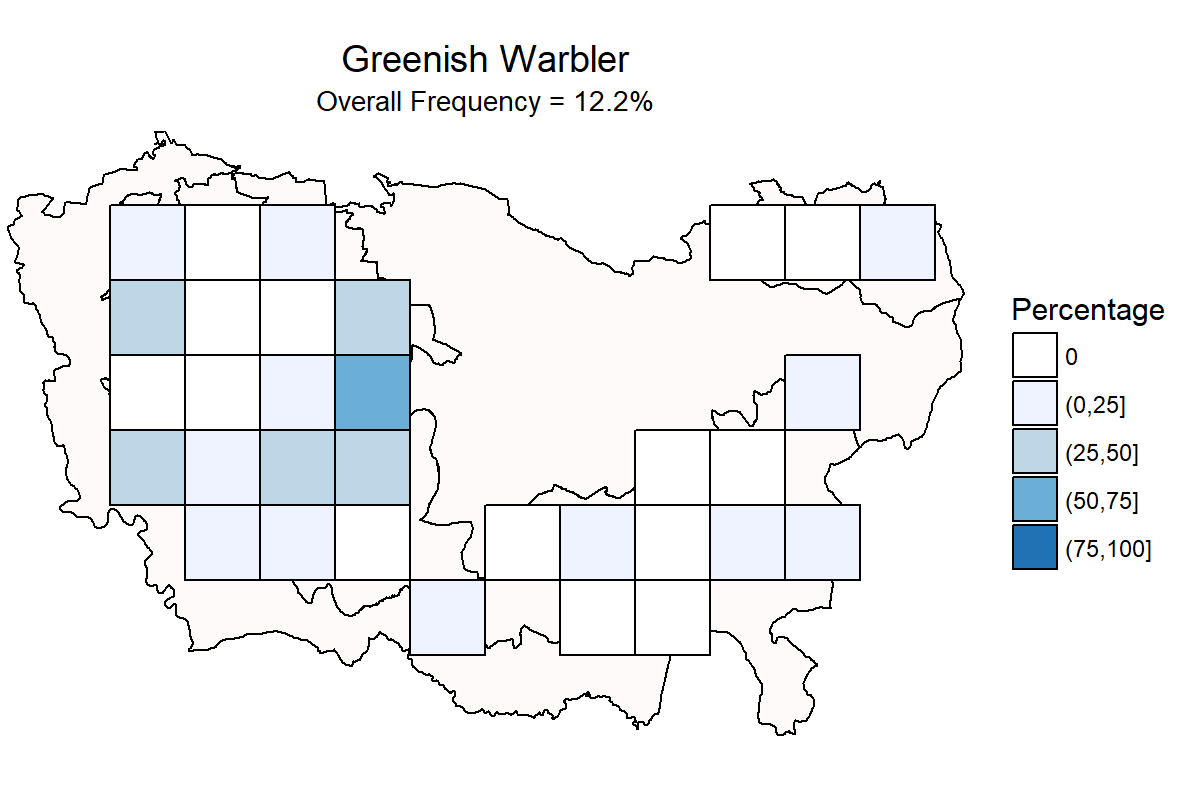 Greenish Warbler
Overall Frequency = 12.2%
Percentage
0
(0,25]
(25,50]
(50,75]
(75,100]